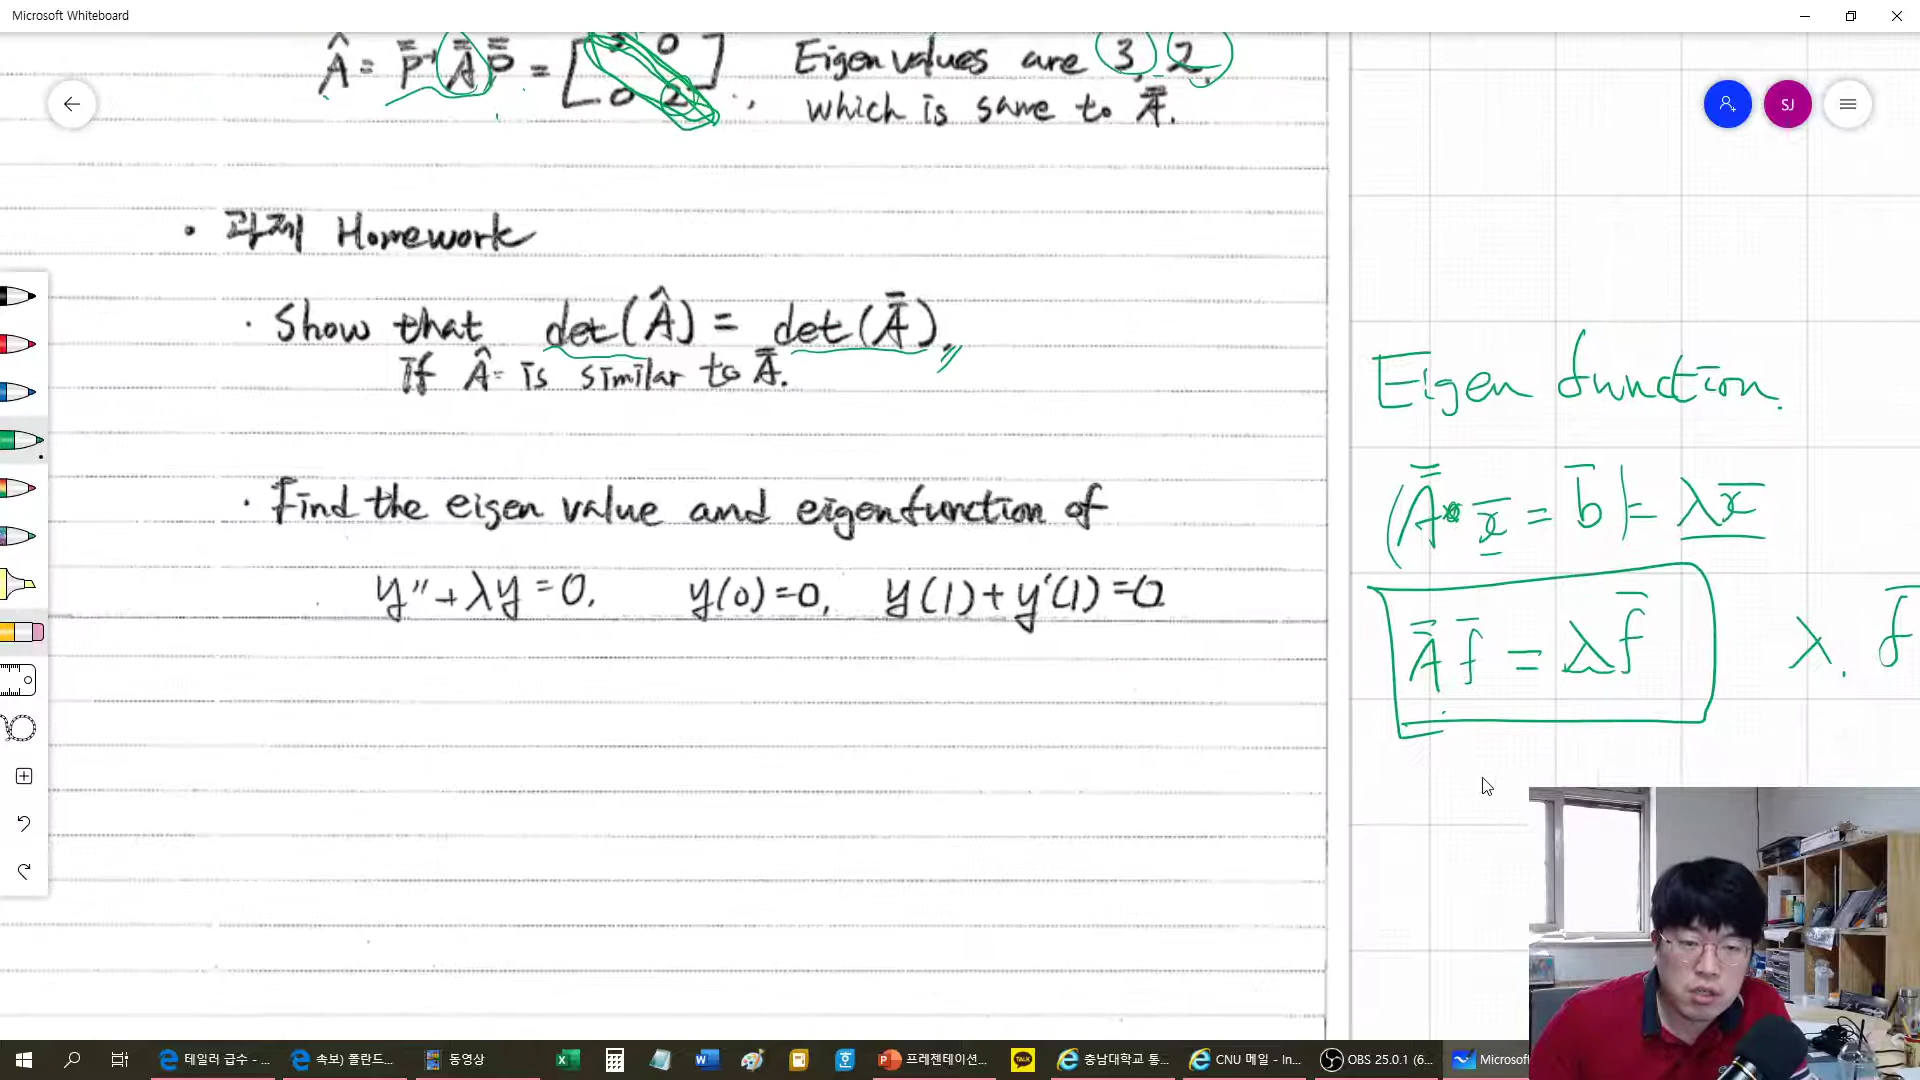 Microsoft Whiteboard
Â = P̿⁻¹ A̿ P̿ = [ 3 0
0 2 ]
Eigenvalues are 3, 2,
which is same to A̿.
SJ
• 과제 Homework
· Show that det(Â) = det(A̿).
if Â is similar to A̿.
· Find the eigen value and eigenfunction of
y″ + λy = 0, y(0) = 0, y(1) + y′(1) = 0
Eigen function.
(A̿ · x̄ = b̄) = λx̄
A̿ f̄ = λ f̄
λ. f̄
테일러 급수 - ...
속보) 폴란드...
동영상
프레젠테이션...
TALK
충남대학교 통...
CNU 메일 - In...
OBS 25.0.1 (6...
Microsoft